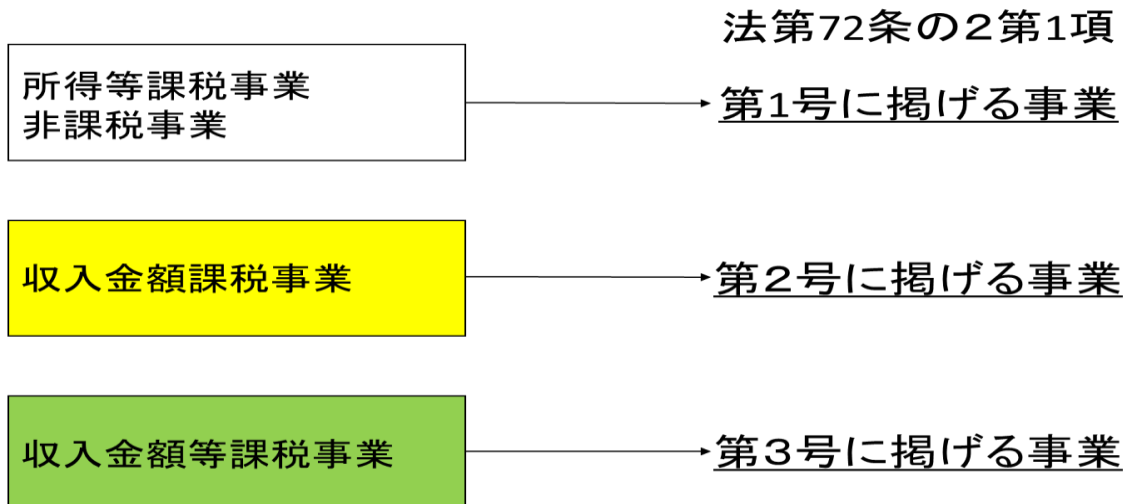 法第72条の2第1項
所得等課税事業
非課税事業
第1号に掲げる事業
収入金額課税事業
第2号に掲げる事業
収入金額等課税事業
第3号に掲げる事業